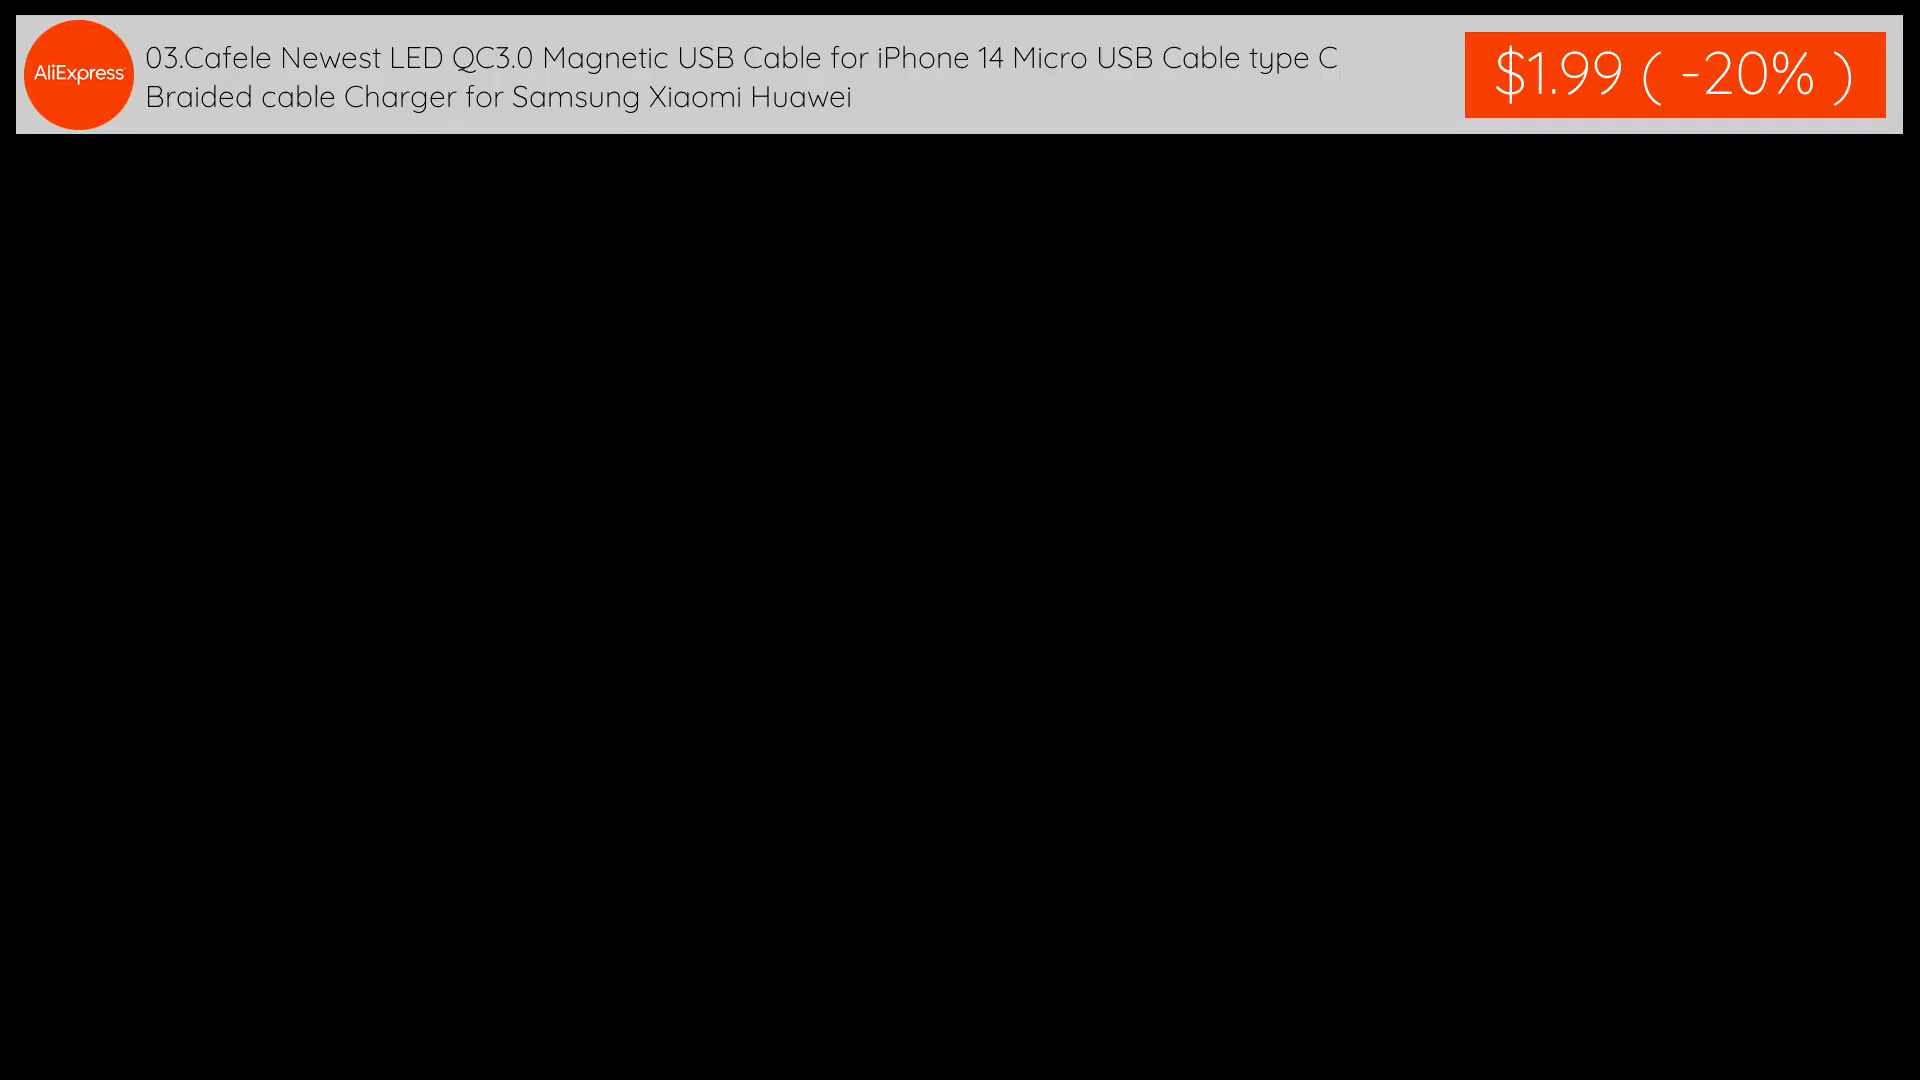 AliExpress
03.Cafele Newest LED QC3.0 Magnetic USB Cable for iPhone 14 Micro USB Cable type C
Braided cable Charger for Samsung Xiaomi Huawei
$1.99 ( -20% )